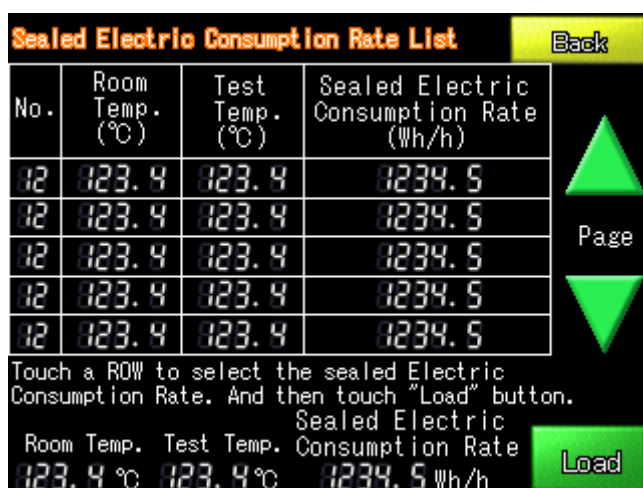 Sealed Electric Consumption Rate List Back
No. Room Temp. (℃) Test Temp. (℃) Sealed Electric Consumption Rate (Wh/h)
12 123.4 123.4 1234.5
12 123.4 123.4 1234.5
12 123.4 123.4 1234.5
12 123.4 123.4 1234.5
12 123.4 123.4 1234.5
Page
Touch a ROW to select the sealed Electric
Consumption Rate. And then touch "Load" button.
Room Temp. Test Temp. Sealed Electric Consumption Rate
123.4 ℃ 123.4 ℃ 1234.5 Wh/h Load